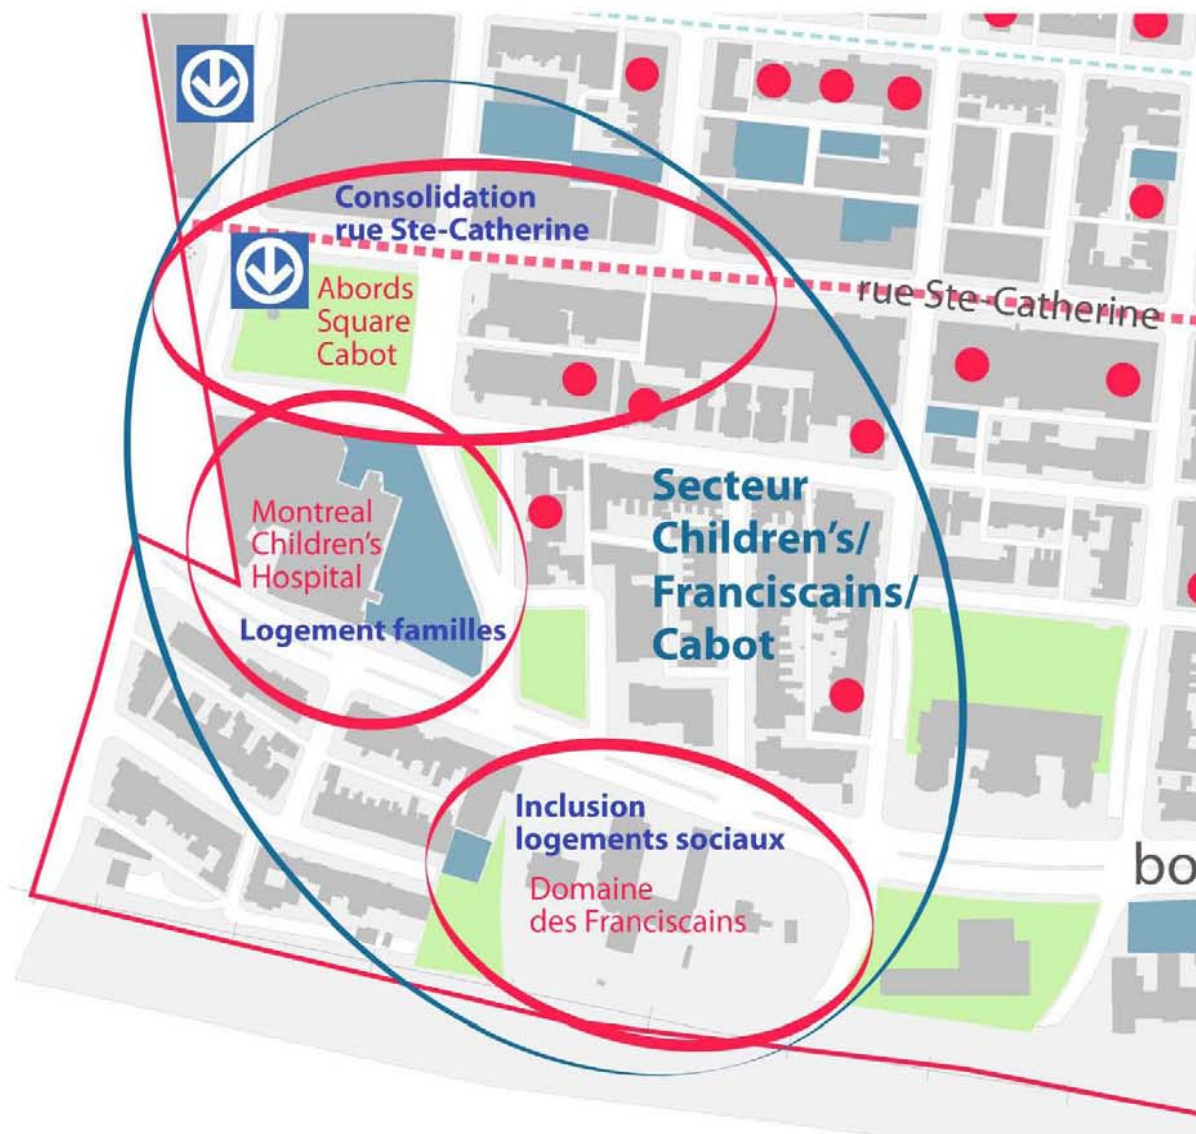 Consolidation
rue Ste-Catherine
Abords
Square
Cabot
rue Ste-Catherine
Secteur
Children's/
Franciscains/
Cabot
Montreal
Children's
Hospital
Logement familles
Inclusion
logements sociaux
Domaine
des Franciscains
bo